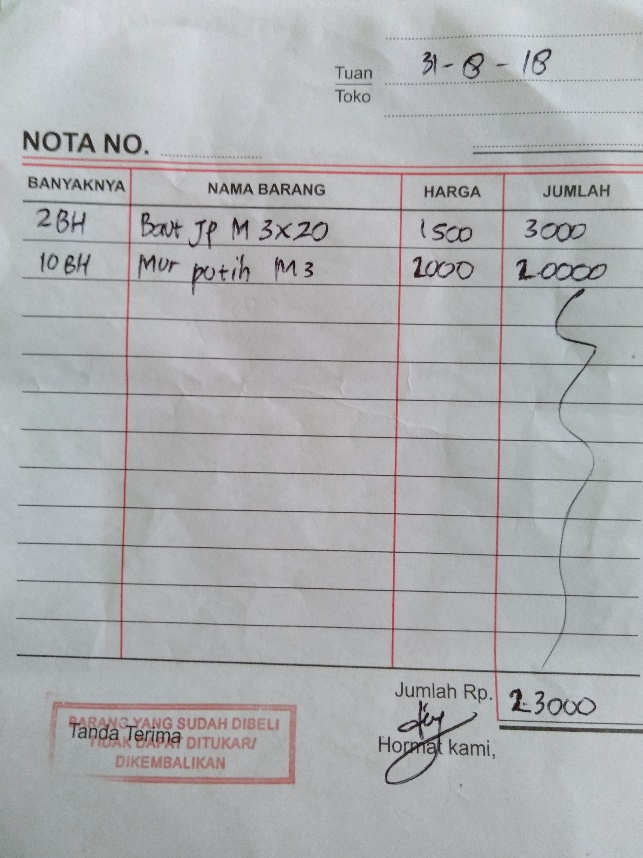 31-8-18
Tuan
Toko
NOTA NO.
BANYAKNYA NAMA BARANG HARGA JUMLAH
2 BH Baut JP M 3x20 1500 3000
10 BH Mur putih M3 2000 20000
Jumlah Rp. 23000
BARANG YANG SUDAH DIBELI
Tanda Terima
TIDAK DAPAT DITUKAR/
Hormat kami,
DIKEMBALIKAN